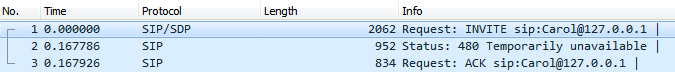 No. Time Protocol Length Info
1 0.000000 SIP/SDP 2062 Request: INVITE sip:Carol@127.0.0.1 |
2 0.167786 SIP 952 Status: 480 Temporarily unavailable |
3 0.167926 SIP 834 Request: ACK sip:Carol@127.0.0.1 |